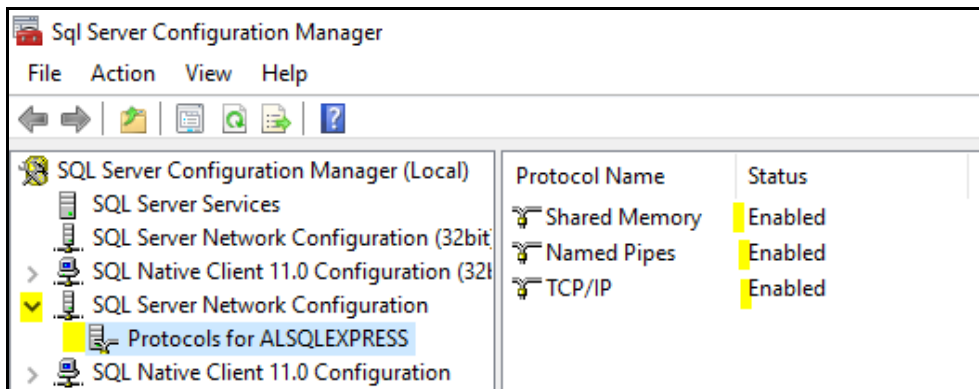 Sql Server Configuration Manager
File Action View Help
SQL Server Configuration Manager (Local)
SQL Server Services
SQL Server Network Configuration (32bit
SQL Native Client 11.0 Configuration (32b
SQL Server Network Configuration
Protocols for ALSQLEXPRESS
SQL Native Client 11.0 Configuration
Protocol Name Status
Shared Memory Enabled
Named Pipes Enabled
TCP/IP Enabled